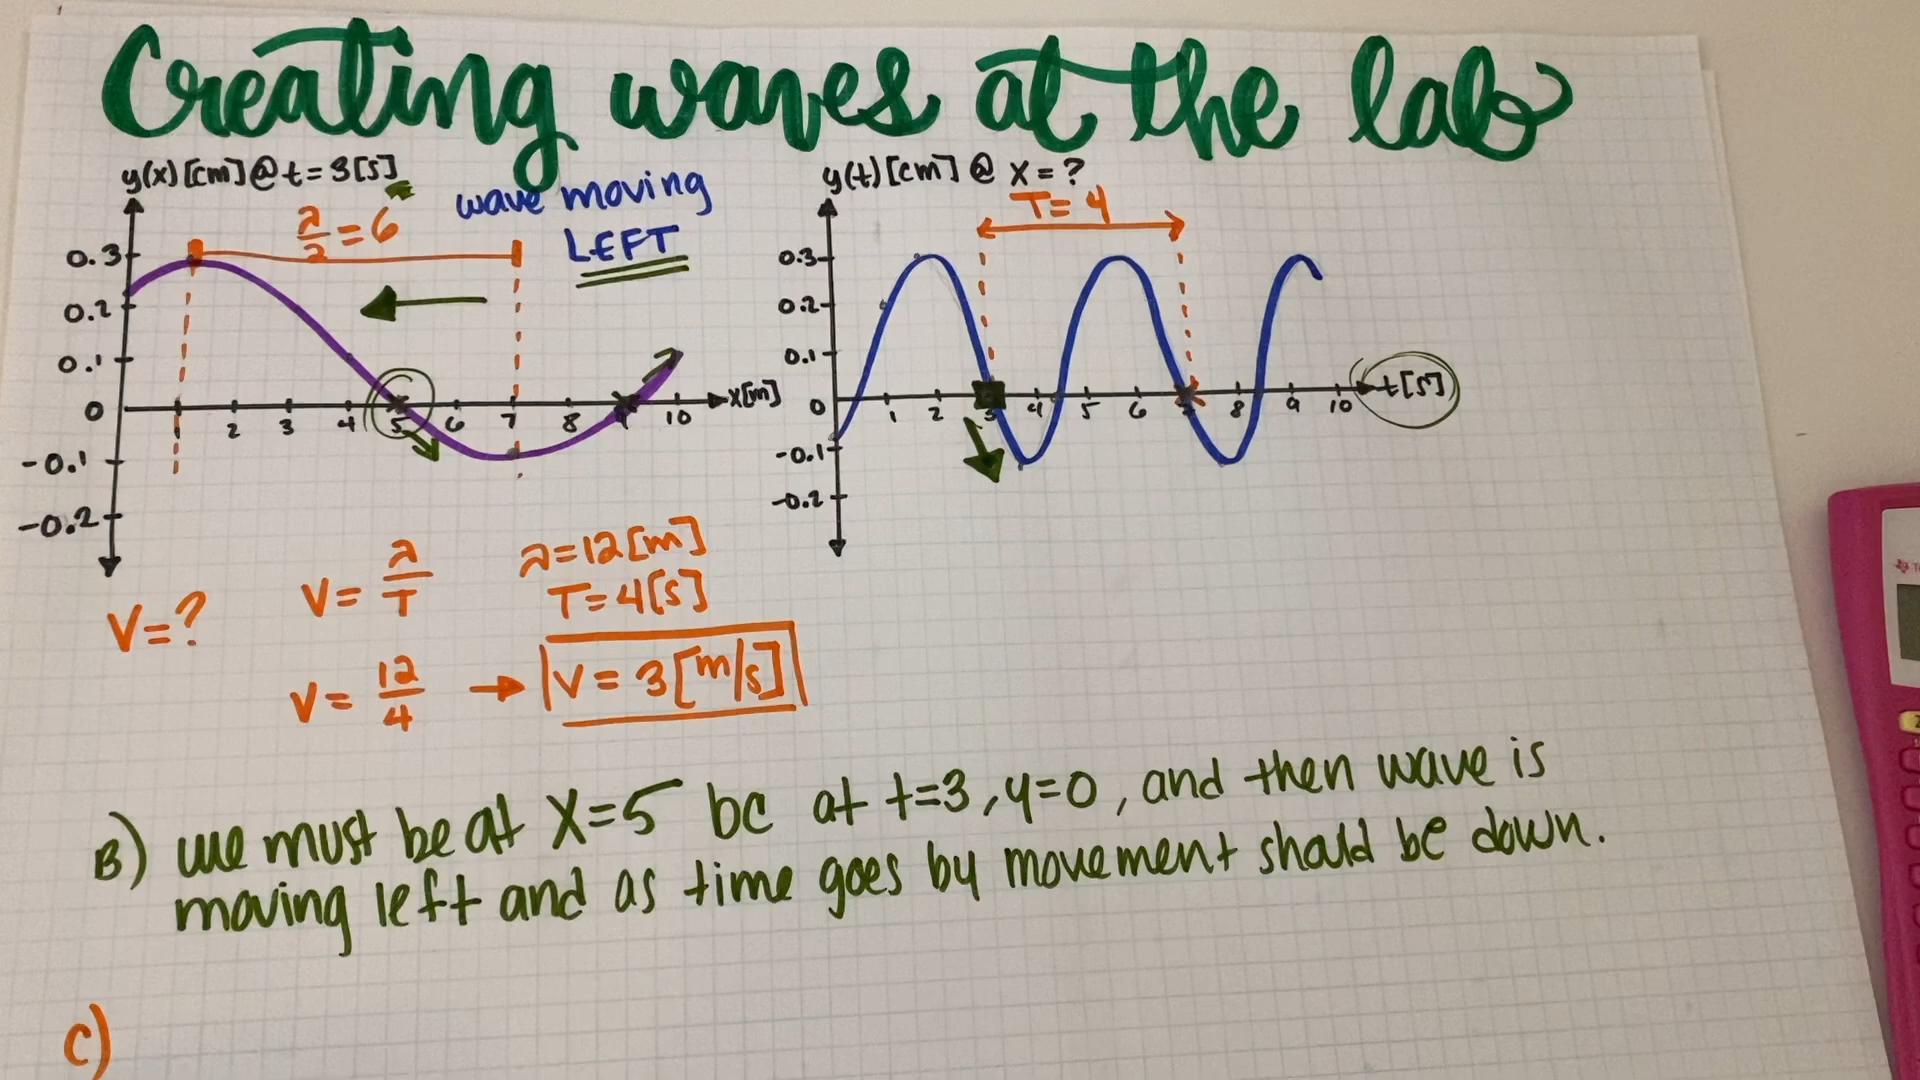 Creating waves at the lab
y(x) [cm] @ t = 3[s]
λ/2 = 6
wave moving
LEFT
0.3
0.2
0.1
0
-0.1
-0.2
1 2 3 4 5 6 7 8 9 10
x[m]
y(t) [cm] @ x = ?
T = 4
0.3
0.2
0.1
0
-0.1
-0.2
1 2 3 4 5 6 7 8 9 10
t[s]
V = ?
V = λ/T
λ = 12 [m]
T = 4 [s]
V = 12/4 → V = 3 [m/s]
B) we must be at X=5 bc at t=3, y=0, and then wave is
moving left and as time goes by movement should be down.
C)